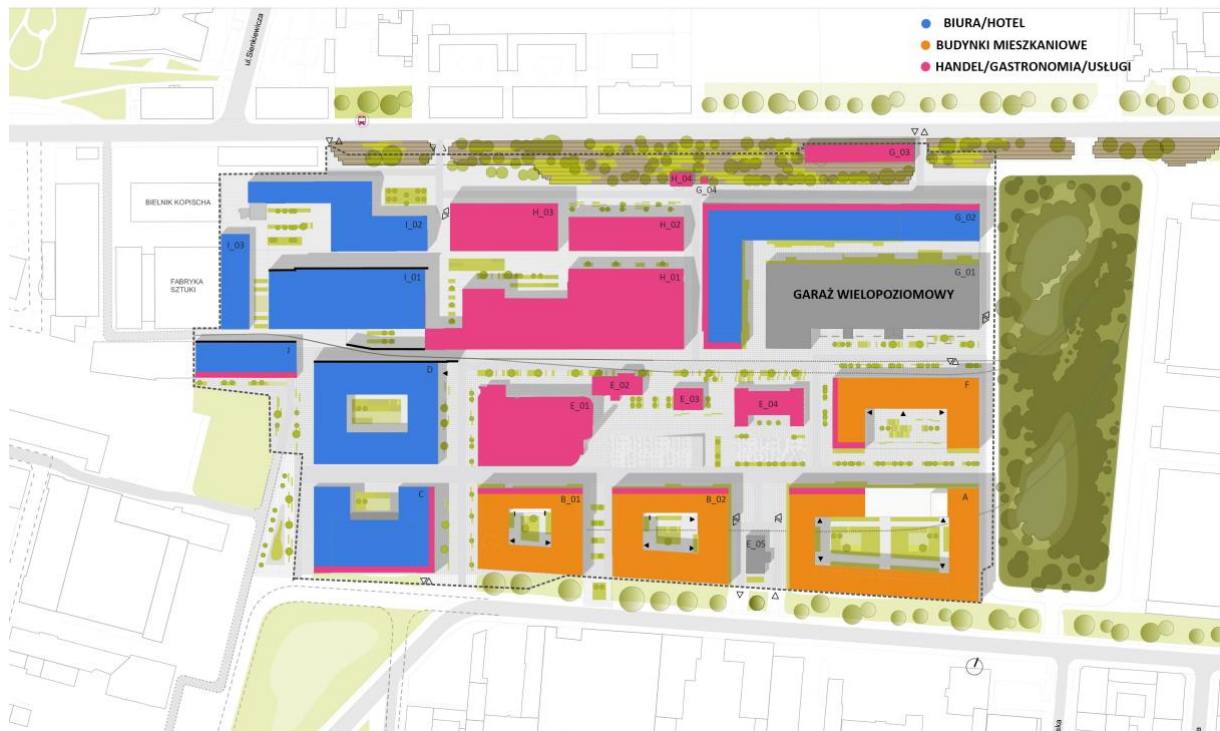 BIURA/HOTEL
BUDYNKI MIESZKANIOWE
HANDEL/GASTRONOMIA/USŁUGI
ul.Sienkiewicza
G_03
H_04
G_04
BIELNIK KOPISCHA
I_02
H_03
H_02
G_02
I_03
I_01
H_01
G_01
FABRYKA
SZTUKI
GARAŻ WIELOPOZIOMOWY
J
D
E_02
F
E_03
E_04
E_01
C
B_01
B_02
A
E_05
ska